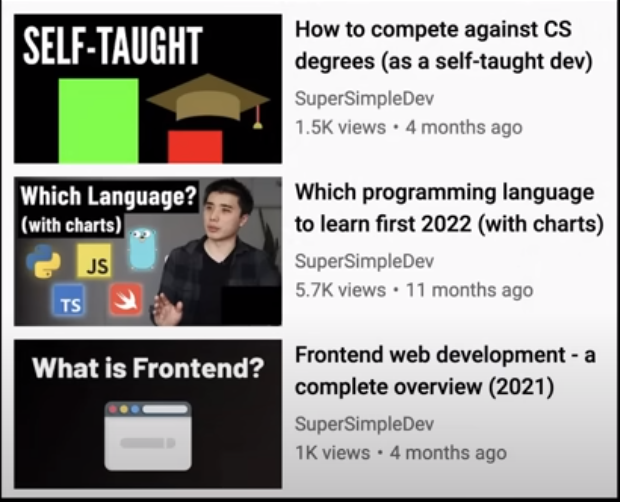 SELF-TAUGHT
How to compete against CS
degrees (as a self-taught dev)
SuperSimpleDev
1.5K views • 4 months ago
Which Language?
(with charts)
JS
TS
Which programming language
to learn first 2022 (with charts)
SuperSimpleDev
5.7K views • 11 months ago
What is Frontend?
Frontend web development - a
complete overview (2021)
SuperSimpleDev
1K views • 4 months ago